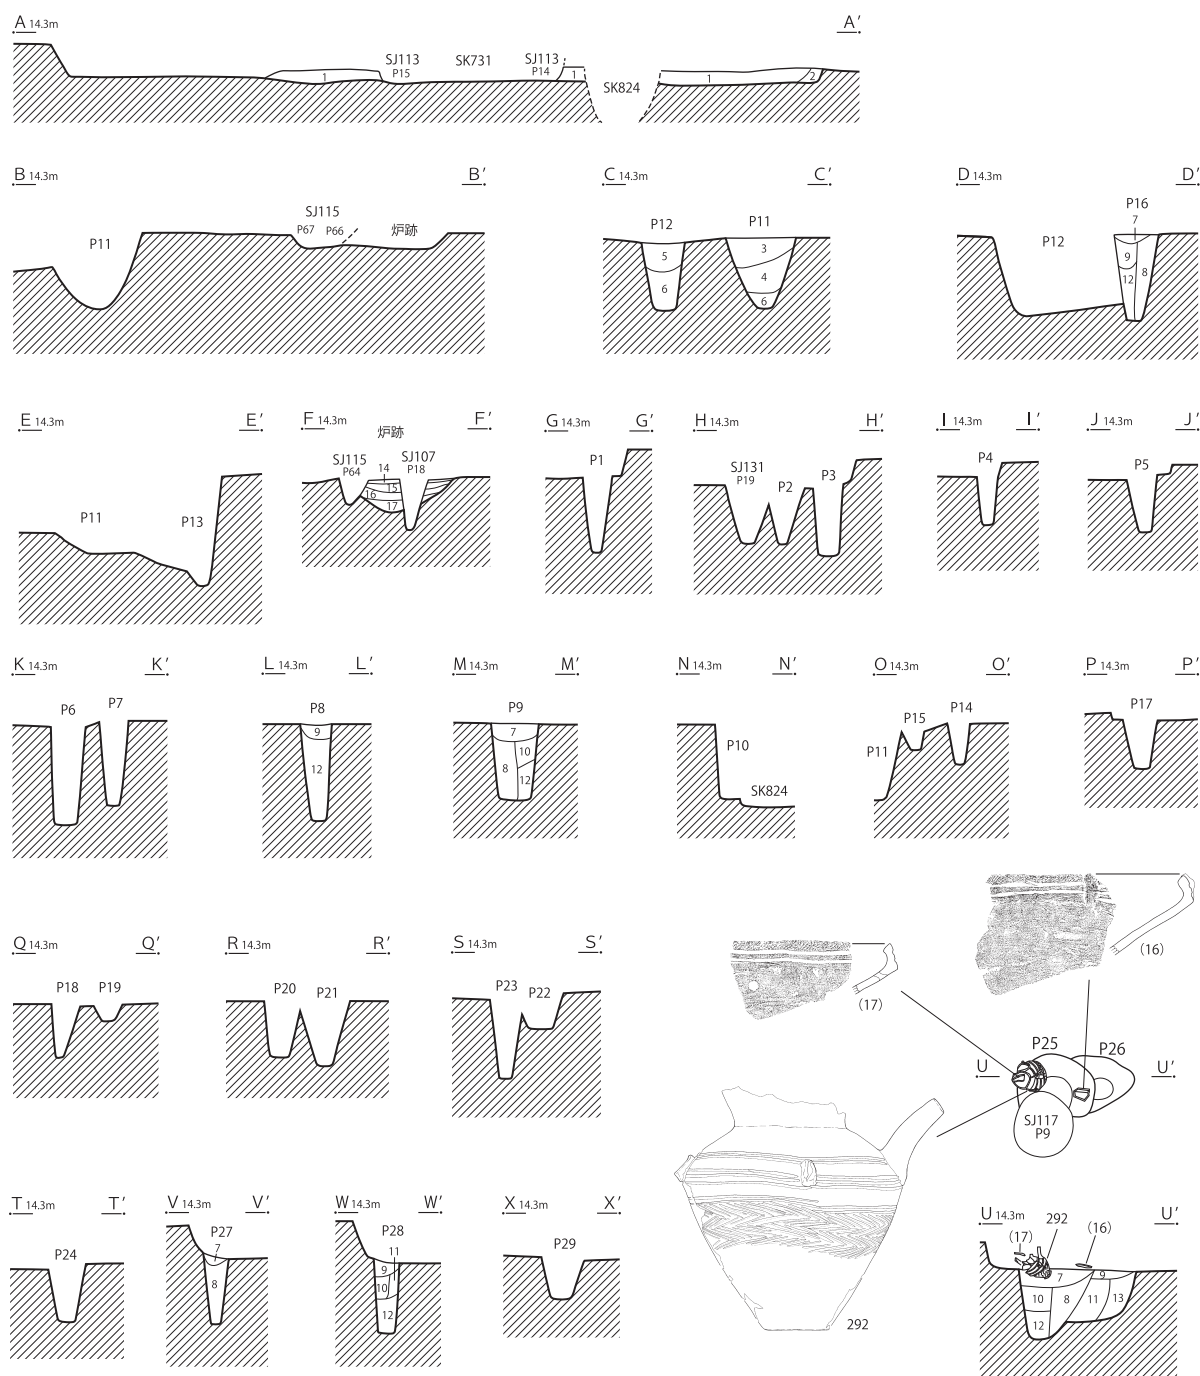 A 14.3m A′
SJ113 P15 SK731 SJ113 P14
1 1 SK824 1 2
B 14.3m B′
SJ115
P67 P66 炉跡
P11
C 14.3m C′
P12 P11
5 3
6 4
6
D 14.3m D′
P16
7
P12
9
12 8
E 14.3m E′
P11 P13
F 14.3m F′
炉跡
SJ115 P64 14 SJ107 P18
15
16
17
G 14.3m G′
P1
H 14.3m H′
SJ131 P19 P2 P3
I 14.3m I′
P4
J 14.3m J′
P5
K 14.3m K′
P6 P7
L 14.3m L′
P8
9
12
M 14.3m M′
P9
7
10
8
12
N 14.3m N′
P10
SK824
O 14.3m O′
P15 P14
P11
P 14.3m P′
P17
Q 14.3m Q′
P18 P19
R 14.3m R′
P20 P21
S 14.3m S′
P23 P22
(17)
(16)
P25 P26
U U′
SJ117
P9
292
T 14.3m T′
P24
V 14.3m V′
P27
7
8
W 14.3m W′
P28
11
9
10
12
X 14.3m X′
P29
U 14.3m U′
(17) 292 (16)
7 9
10 8 11 13
12